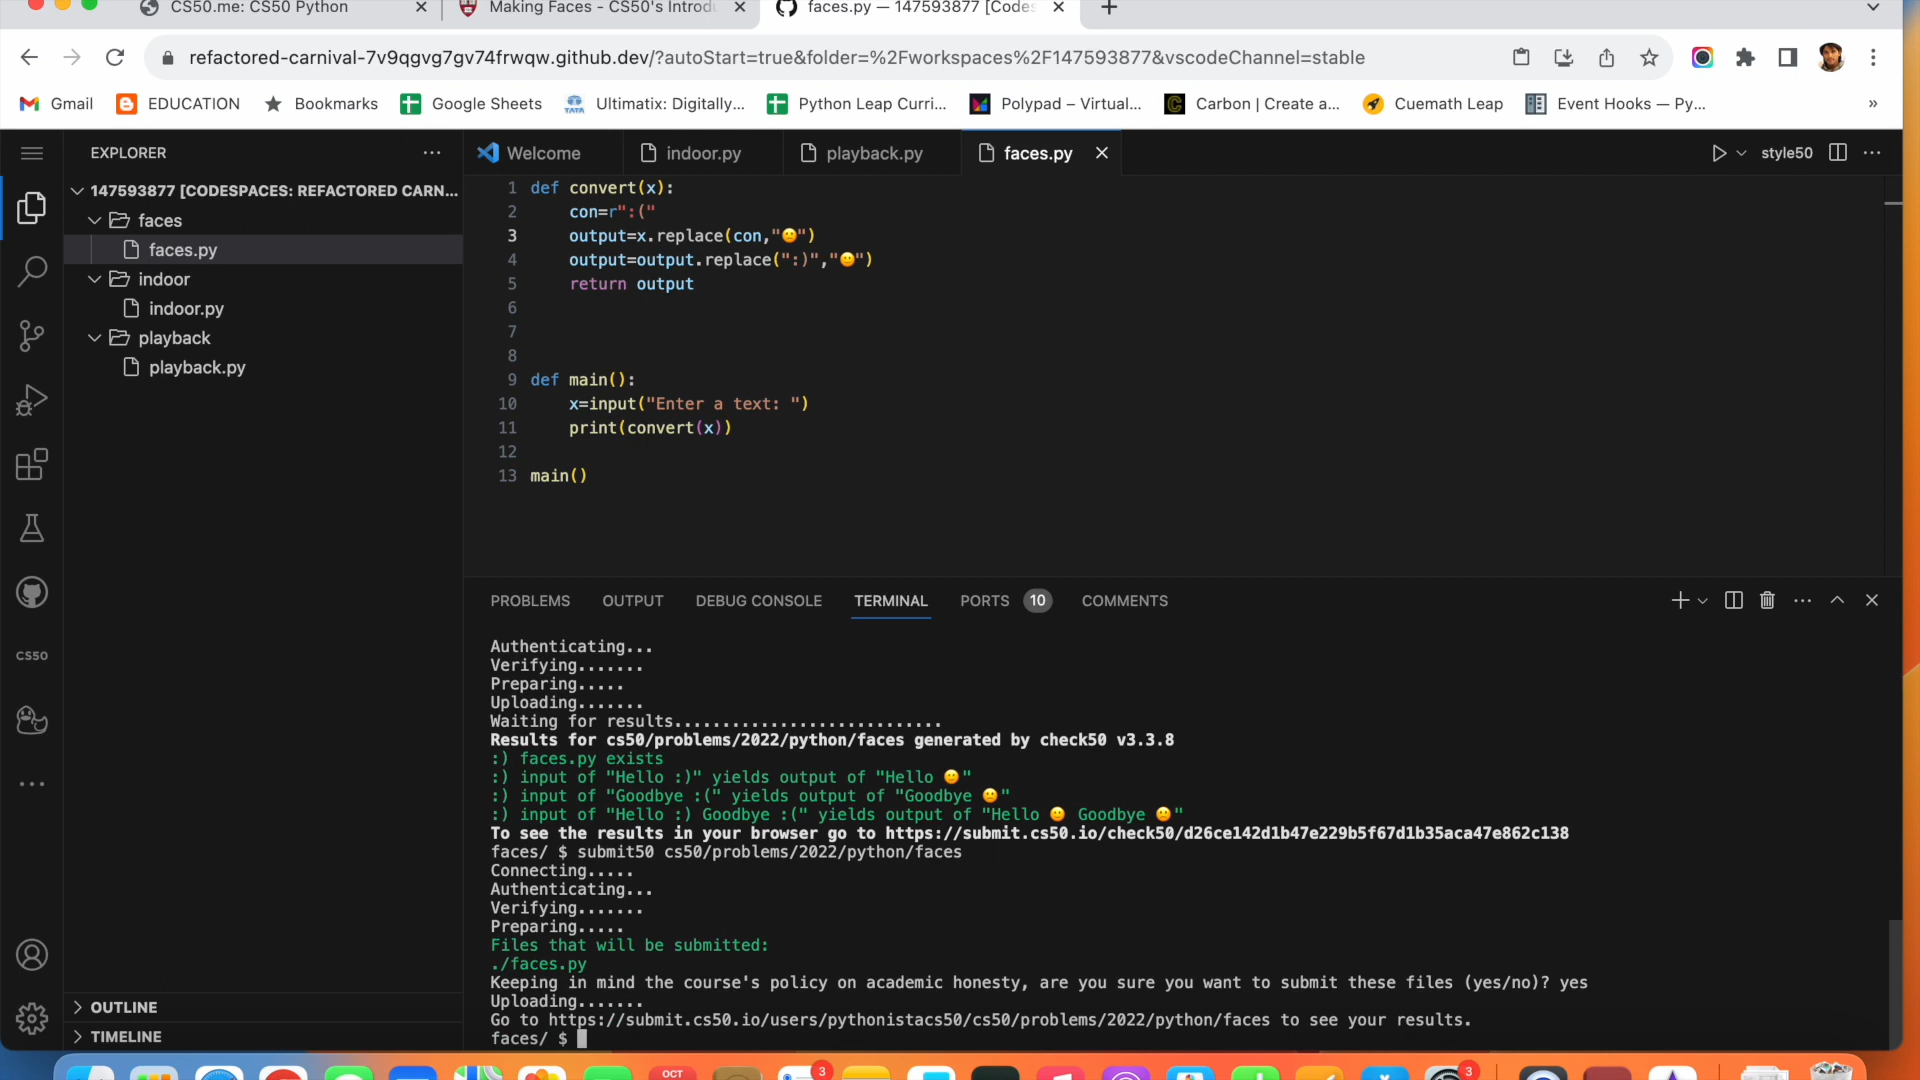 CS50.me: CS50 Python
Making Faces - CS50's Introdu
faces.py — 147593877 [Codes
refactored-carnival-7v9qgvg7gv74frwqw.github.dev/?autoStart=true&folder=%2Fworkspaces%2F147593877&vscodeChannel=stable
Gmail EDUCATION Bookmarks Google Sheets Ultimatix: Digitally... Python Leap Curri... Polypad – Virtual... Carbon | Create a... Cuemath Leap Event Hooks — Py... »
EXPLORER
Welcome indoor.py playback.py faces.py style50
147593877 [CODESPACES: REFACTORED CARN...
faces
faces.py
indoor
indoor.py
playback
playback.py
CS50
OUTLINE
TIMELINE
1 def convert(x):
2 con=r":("
3 output=x.replace(con,"🙁")
4 output=output.replace(":)","🙂")
5 return output
6
7
8
9 def main():
10 x=input("Enter a text: ")
11 print(convert(x))
12
13 main()
PROBLEMS OUTPUT DEBUG CONSOLE TERMINAL PORTS 10 COMMENTS
Authenticating...
Verifying.......
Preparing.....
Uploading.......
Waiting for results............................
Results for cs50/problems/2022/python/faces generated by check50 v3.3.8
:) faces.py exists
:) input of "Hello :)" yields output of "Hello 🙂"
:) input of "Goodbye :(" yields output of "Goodbye 🙁"
:) input of "Hello :) Goodbye :(" yields output of "Hello 🙂 Goodbye 🙁"
To see the results in your browser go to https://submit.cs50.io/check50/d26ce142d1b47e229b5f67d1b35aca47e862c138
faces/ $ submit50 cs50/problems/2022/python/faces
Connecting.....
Authenticating...
Verifying.......
Preparing.....
Files that will be submitted:
./faces.py
Keeping in mind the course's policy on academic honesty, are you sure you want to submit these files (yes/no)? yes
Uploading.......
Go to https://submit.cs50.io/users/pythonistacs50/cs50/problems/2022/python/faces to see your results.
faces/ $
OCT 3 3